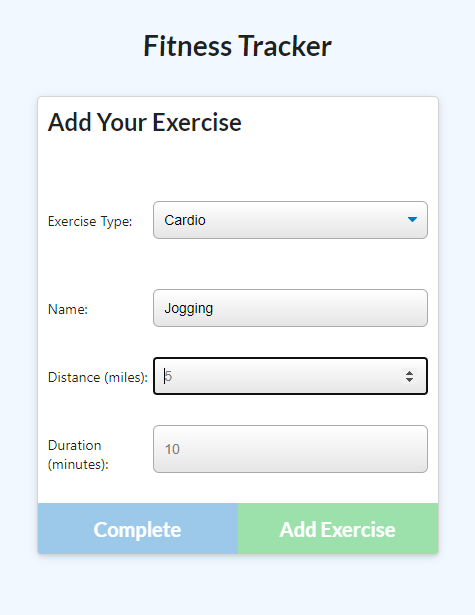 Fitness Tracker
Add Your Exercise
Exercise Type:
Cardio
Name:
Jogging
Distance (miles):
5
Duration
(minutes):
10
Complete
Add Exercise